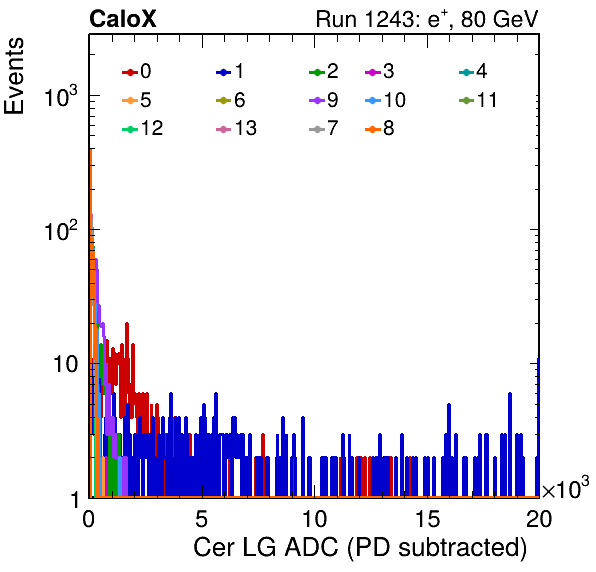 CaloX Run 1243: e⁺, 80 GeV
Events
0 1 2 3 4
5 6 9 10 11
12 13 7 8
10³
10²
10
1
0 5 10 15 20 ×10³
Cer LG ADC (PD subtracted)